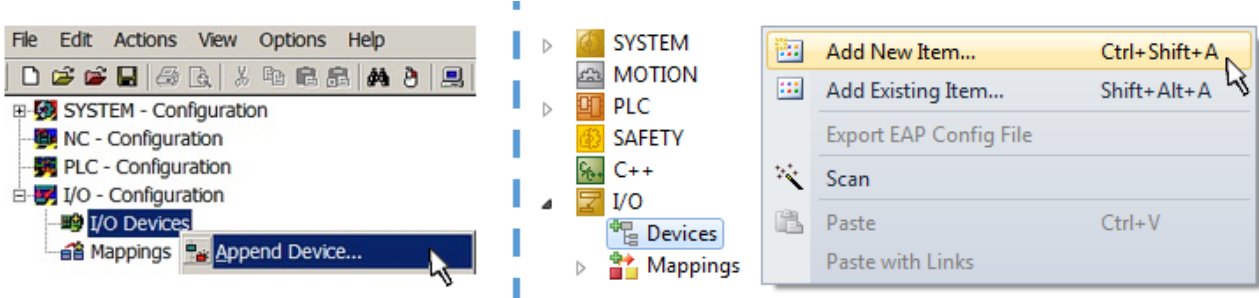 File Edit Actions View Options Help
SYSTEM - Configuration
NC - Configuration
PLC - Configuration
I/O - Configuration
I/O Devices
Mappings
Append Device...
SYSTEM
MOTION
PLC
SAFETY
C++
I/O
Devices
Mappings
Add New Item... Ctrl+Shift+A
Add Existing Item... Shift+Alt+A
Export EAP Config File
Scan
Paste Ctrl+V
Paste with Links